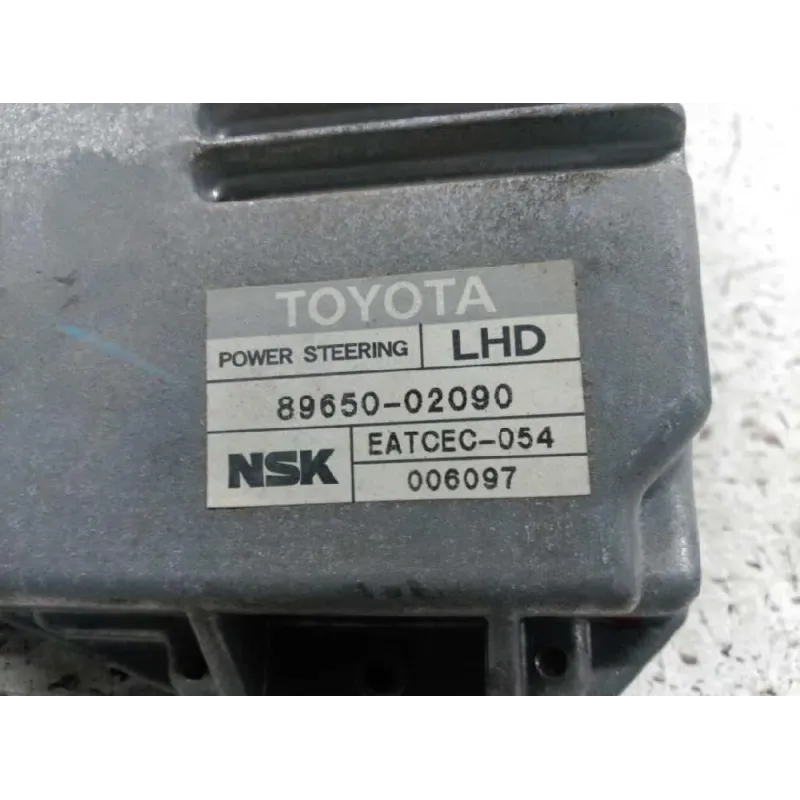 TOYOTA
POWER STEERING LHD
89650-02090
NSK EATCEC-054
006097